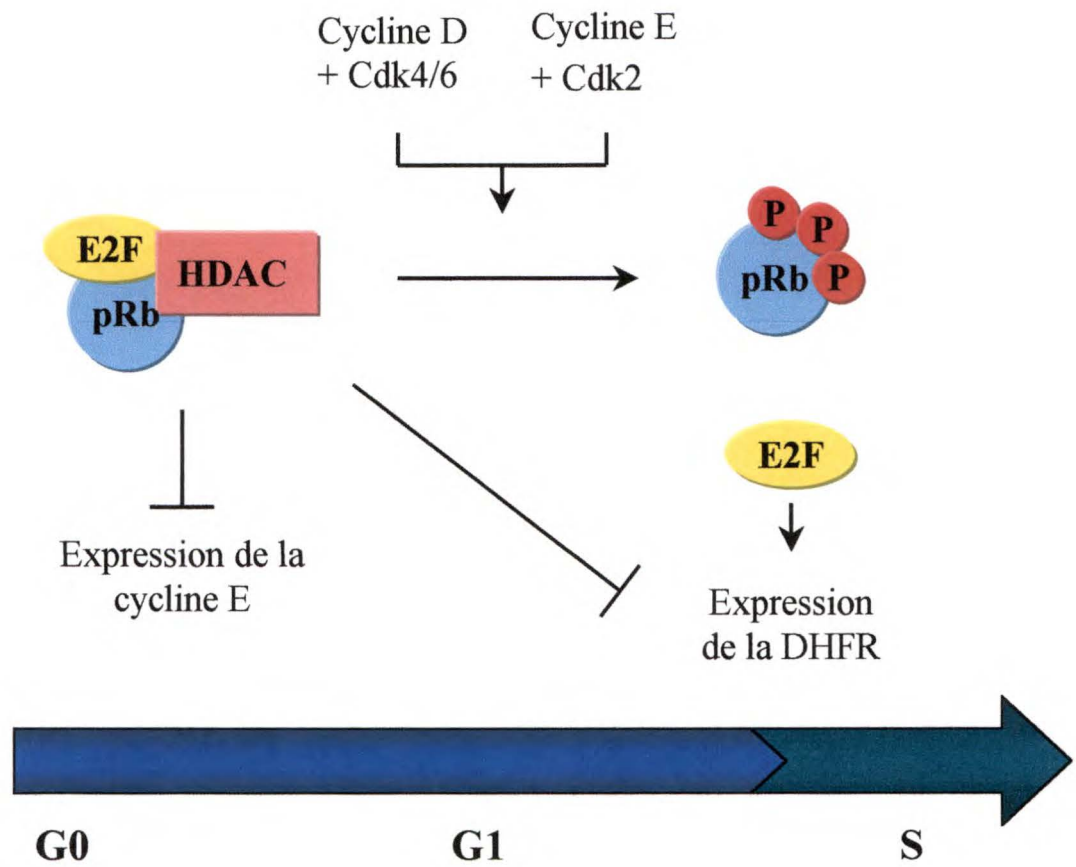 Cycline D
+ Cdk4/6
Cycline E
+ Cdk2
E2F
HDAC
pRb
P
P
pRb
P
E2F
Expression de la
cycline E
Expression
de la DHFR
G0
G1
S